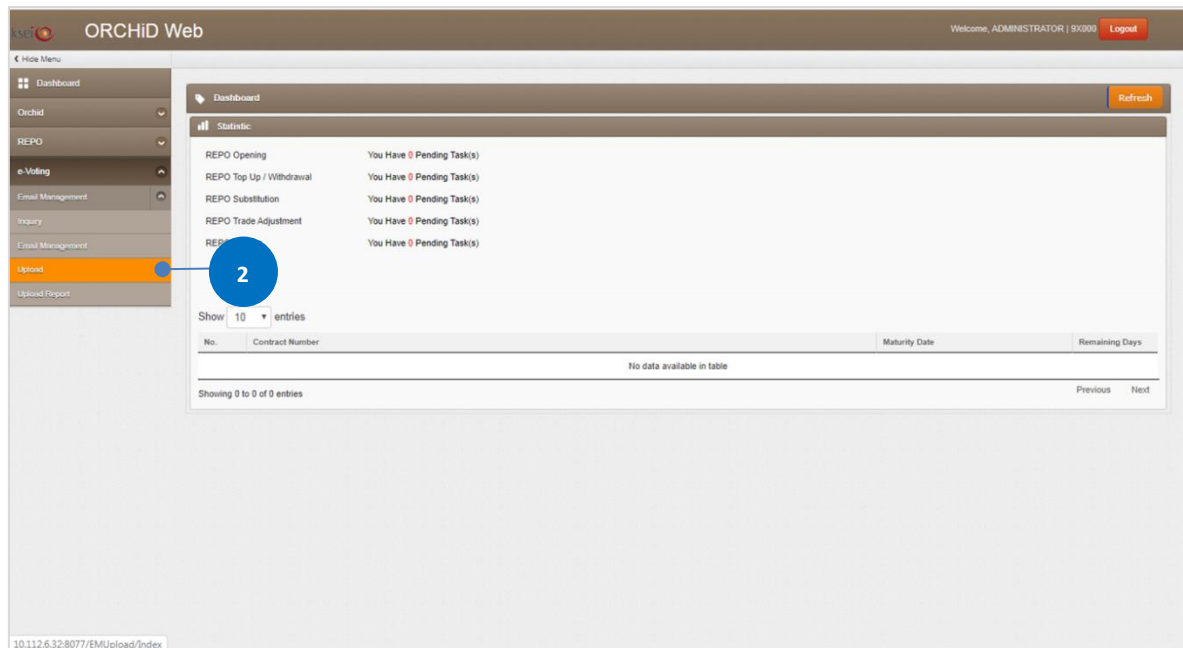 ksei
ORCHiD Web
Welcome, ADMINISTRATOR | 9X000
Logout
Hide Menu
Dashboard
Orchid
REPO
e-Voting
Email Management
Inquiry
Email Management
Upload
Upload Report
Dashboard
Refresh
Statistic
REPO Opening You Have 0 Pending Task(s)
REPO Top Up / Withdrawal You Have 0 Pending Task(s)
REPO Substitution You Have 0 Pending Task(s)
REPO Trade Adjustment You Have 0 Pending Task(s)
You Have 0 Pending Task(s)
2
Show 10 entries
No. Contract Number Maturity Date Remaining Days
No data available in table
Showing 0 to 0 of 0 entries
Previous Next
10.112.6.32:8077/EMUpload/Index